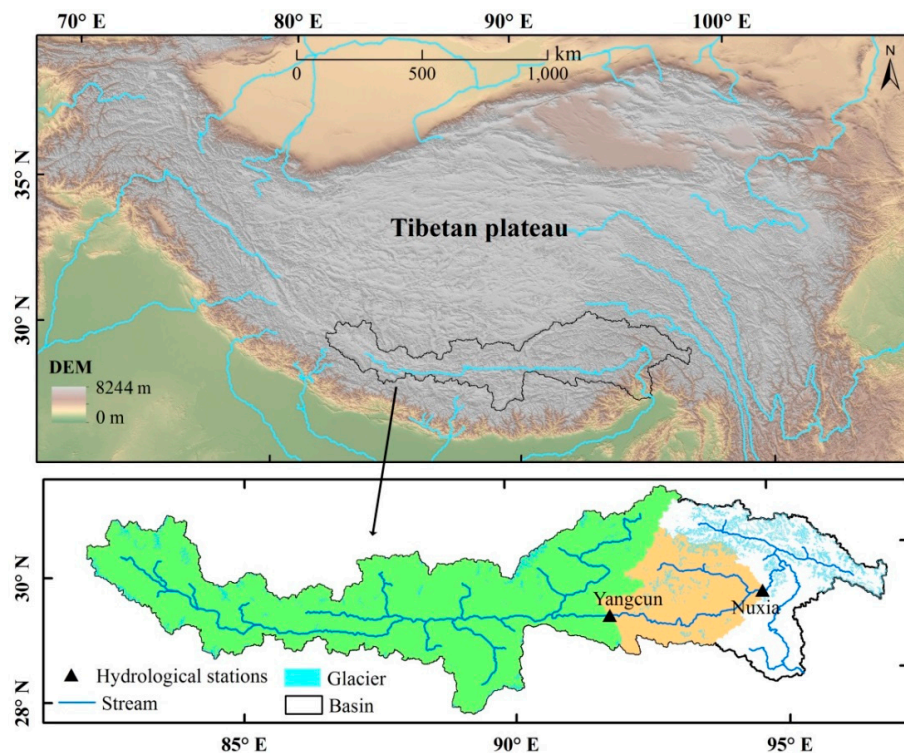 70° E
80° E
90° E
100° E
km
N
0
500
1,000
35° N
Tibetan plateau
30° N
DEM
8244 m
0 m
30° N
Yangcun
Nuxia
Hydrological stations
Glacier
Stream
Basin
28° N
85° E
90° E
95° E